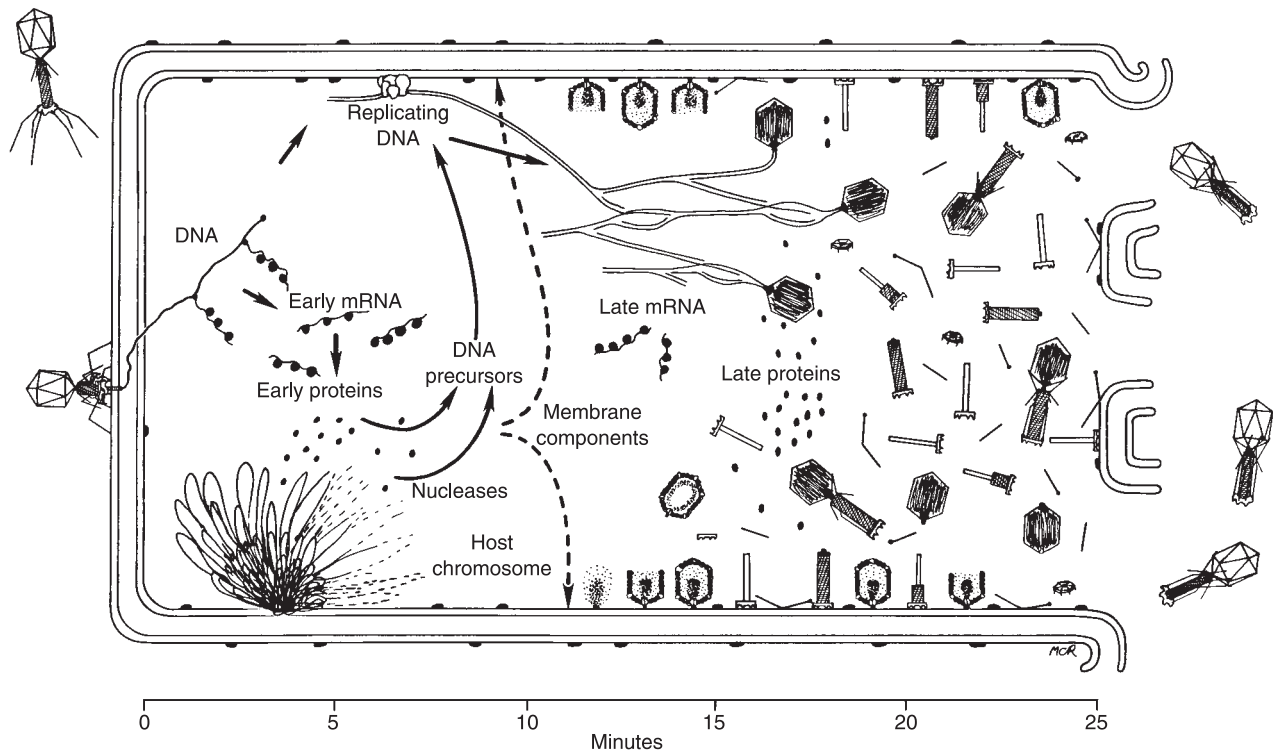 Replicating
DNA
DNA
Early mRNA
Late mRNA
DNA
precursors
Early proteins
Late proteins
Membrane
components
Nucleases
Host
chromosome
MCR
0 5 10 15 20 25
Minutes